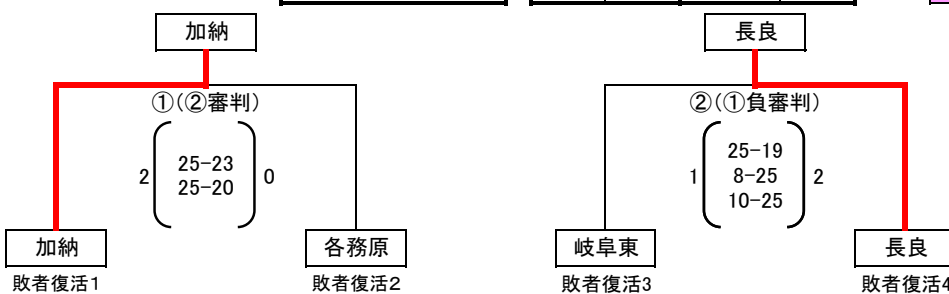 加納
長良
①(②審判)
②(①負審判)
2
25-23
25-20
0
1
25-19
8-25
10-25
2
加納
各務原
岐阜東
長良
敗者復活1
敗者復活2
敗者復活3
敗者復活4